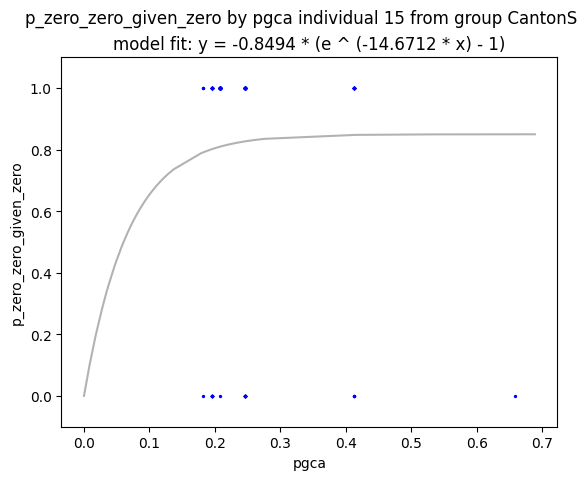 p_zero_zero_given_zero by pgca individual 15 from group CantonS
model fit: y = -0.8494 * (e ^ (-14.6712 * x) - 1)
1.0
0.8
0.6
0.4
0.2
0.0
p_zero_zero_given_zero
0.0 0.1 0.2 0.3 0.4 0.5 0.6 0.7
pgca